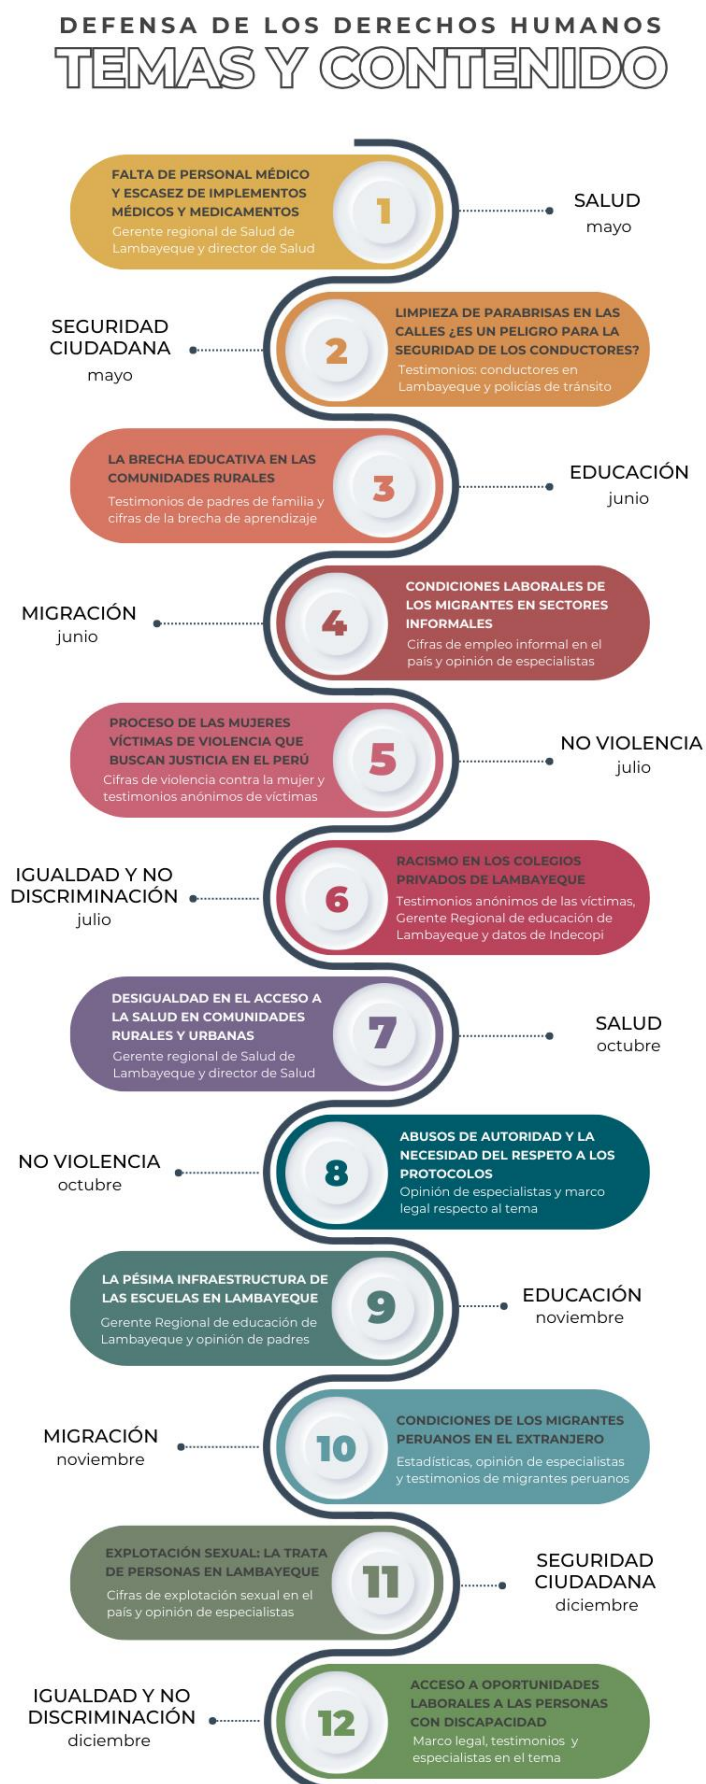 DEFENSA DE LOS DERECHOS HUMANOS
TEMAS Y CONTENIDO
FALTA DE PERSONAL MÉDICO
Y ESCASEZ DE IMPLEMENTOS
MÉDICOS Y MEDICAMENTOS
Gerente regional de Salud de
Lambayeque y director de Salud
1
SALUD
mayo
SEGURIDAD
CIUDADANA
mayo
2
LIMPIEZA DE PARABRISAS EN LAS
CALLES ¿ES UN PELIGRO PARA LA
SEGURIDAD DE LOS CONDUCTORES?
Testimonios: conductores en
Lambayeque y policías de tránsito
LA BRECHA EDUCATIVA EN LAS
COMUNIDADES RURALES
Testimonios de padres de familia y
cifras de la brecha de aprendizaje
3
EDUCACIÓN
junio
MIGRACIÓN
junio
4
CONDICIONES LABORALES DE
LOS MIGRANTES EN SECTORES
INFORMALES
Cifras de empleo informal en el
país y opinión de especialistas
PROCESO DE LAS MUJERES
VÍCTIMAS DE VIOLENCIA QUE
BUSCAN JUSTICIA EN EL PERÚ
Cifras de violencia contra la mujer y
testimonios anónimos de víctimas
5
NO VIOLENCIA
julio
IGUALDAD Y NO
DISCRIMINACIÓN
julio
6
RACISMO EN LOS COLEGIOS
PRIVADOS DE LAMBAYEQUE
Testimonios anónimos de las víctimas,
Gerente Regional de educación de
Lambayeque y datos de Indecopi
DESIGUALDAD EN EL ACCESO A
LA SALUD EN COMUNIDADES
RURALES Y URBANAS
Gerente regional de Salud de
Lambayeque y director de Salud
7
SALUD
octubre
NO VIOLENCIA
octubre
8
ABUSOS DE AUTORIDAD Y LA
NECESIDAD DEL RESPETO A LOS
PROTOCOLOS
Opinión de especialistas y marco
legal respecto al tema
LA PÉSIMA INFRAESTRUCTURA DE
LAS ESCUELAS EN LAMBAYEQUE
Gerente Regional de educación de
Lambayeque y opinión de padres
9
EDUCACIÓN
noviembre
MIGRACIÓN
noviembre
10
CONDICIONES DE LOS MIGRANTES
PERUANOS EN EL EXTRANJERO
Estadísticas, opinión de especialistas
y testimonios de migrantes peruanos
EXPLOTACIÓN SEXUAL: LA TRATA
DE PERSONAS EN LAMBAYEQUE
Cifras de explotación sexual en el
país y opinión de especialistas
11
SEGURIDAD
CIUDADANA
diciembre
IGUALDAD Y NO
DISCRIMINACIÓN
diciembre
12
ACCESO A OPORTUNIDADES
LABORALES A LAS PERSONAS
CON DISCAPACIDAD
Marco legal, testimonios y
especialistas en el tema